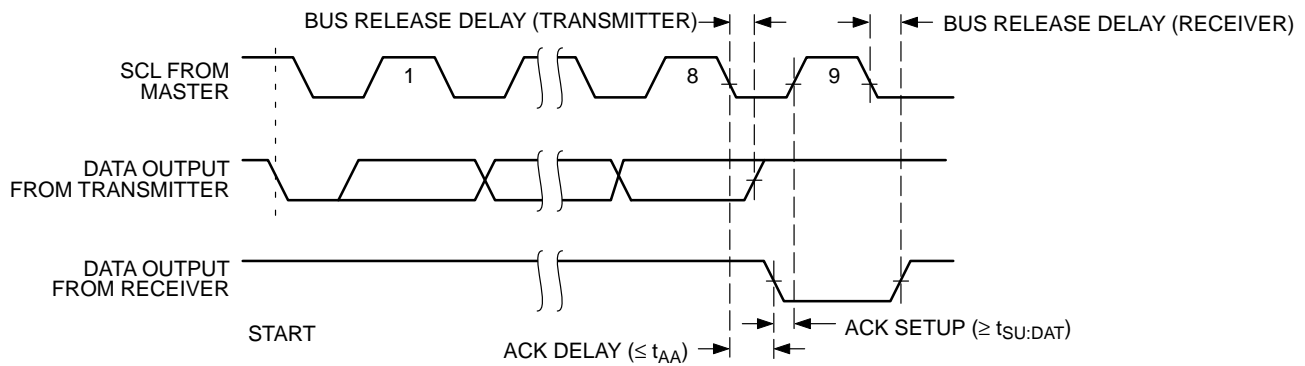 BUS RELEASE DELAY (TRANSMITTER)
BUS RELEASE DELAY (RECEIVER)
SCL FROM
MASTER
1
8
9
DATA OUTPUT
FROM TRANSMITTER
DATA OUTPUT
FROM RECEIVER
START
ACK SETUP (≥ tSU:DAT)
ACK DELAY (≤ tAA)